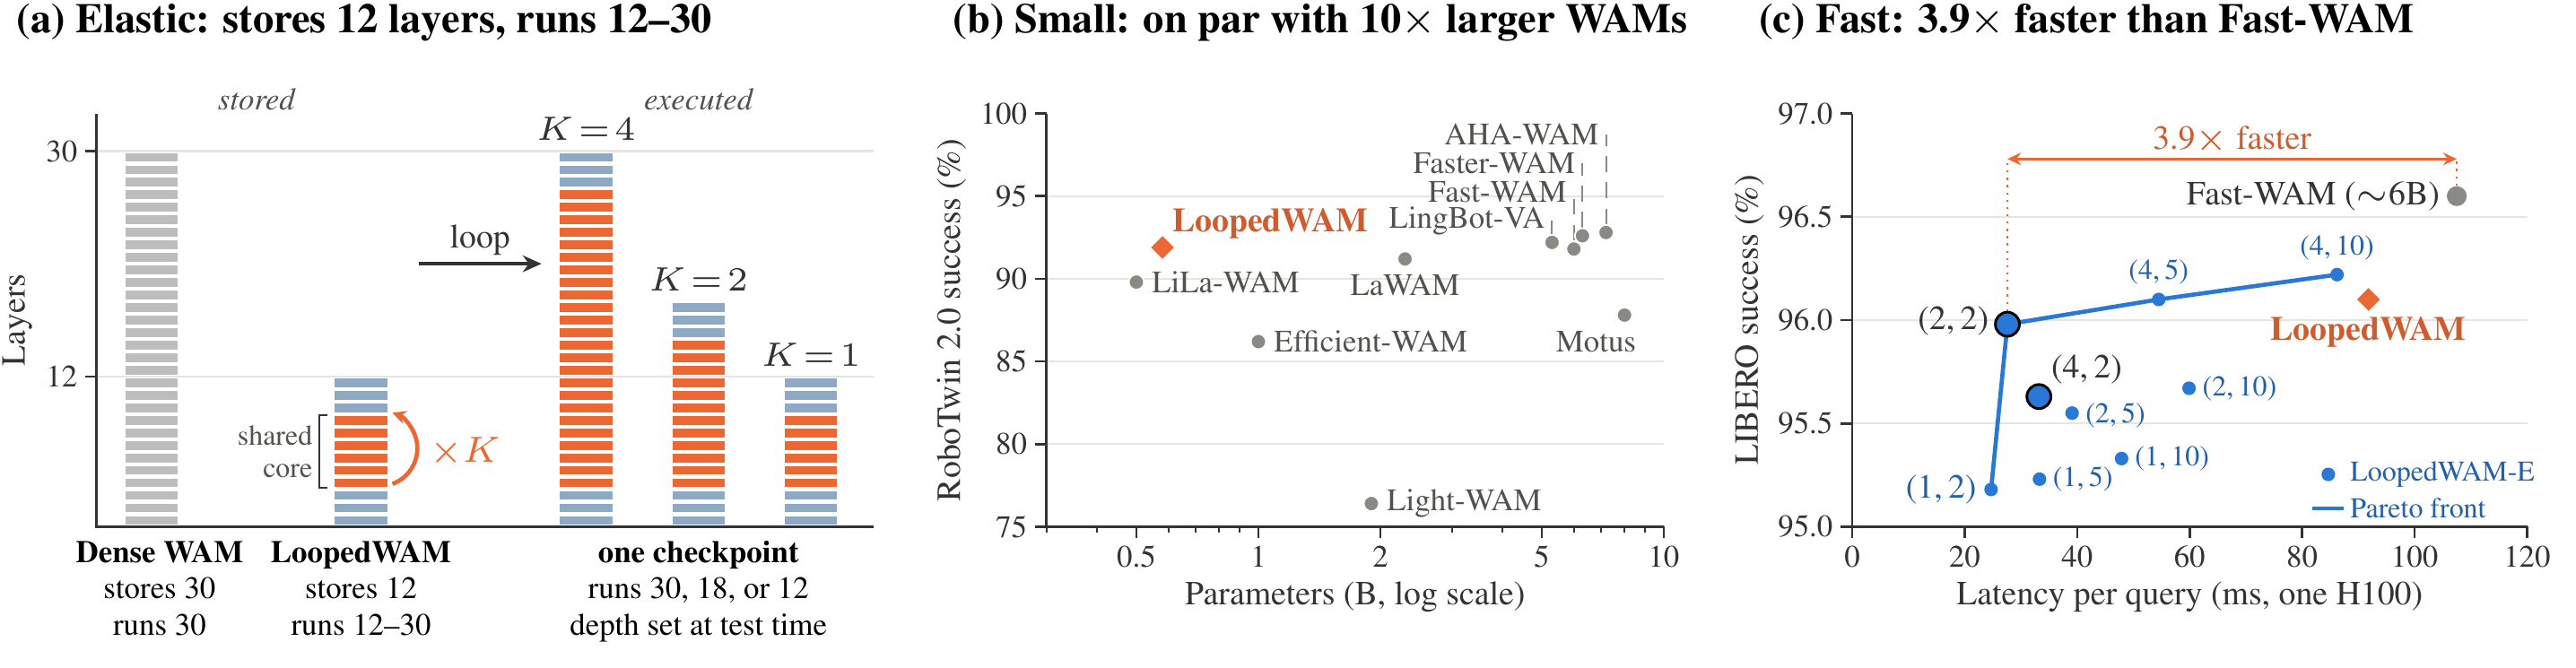 (a) Elastic: stores 12 layers, runs 12–30
stored
executed
K = 4
30
loop
K = 2
K = 1
Layers
12
shared
core
× K
Dense WAM
stores 30
runs 30
LoopedWAM
stores 12
runs 12–30
one checkpoint
runs 30, 18, or 12
depth set at test time
(b) Small: on par with 10× larger WAMs
RoboTwin 2.0 success (%)
100
95
90
85
80
75
AHA-WAM
Faster-WAM
Fast-WAM
LingBot-VA
LoopedWAM
LiLa-WAM
LaWAM
Efficient-WAM
Motus
Light-WAM
0.5
1
2
5
10
Parameters (B, log scale)
(c) Fast: 3.9× faster than Fast-WAM
LIBERO success (%)
97.0
96.5
96.0
95.5
95.0
3.9× faster
Fast-WAM (∼6B)
(4, 10)
(4, 5)
(2, 2)
LoopedWAM
(4, 2)
(2, 10)
(2, 5)
(1, 10)
(1, 5)
(1, 2)
LoopedWAM-E
Pareto front
0
20
40
60
80
100
120
Latency per query (ms, one H100)